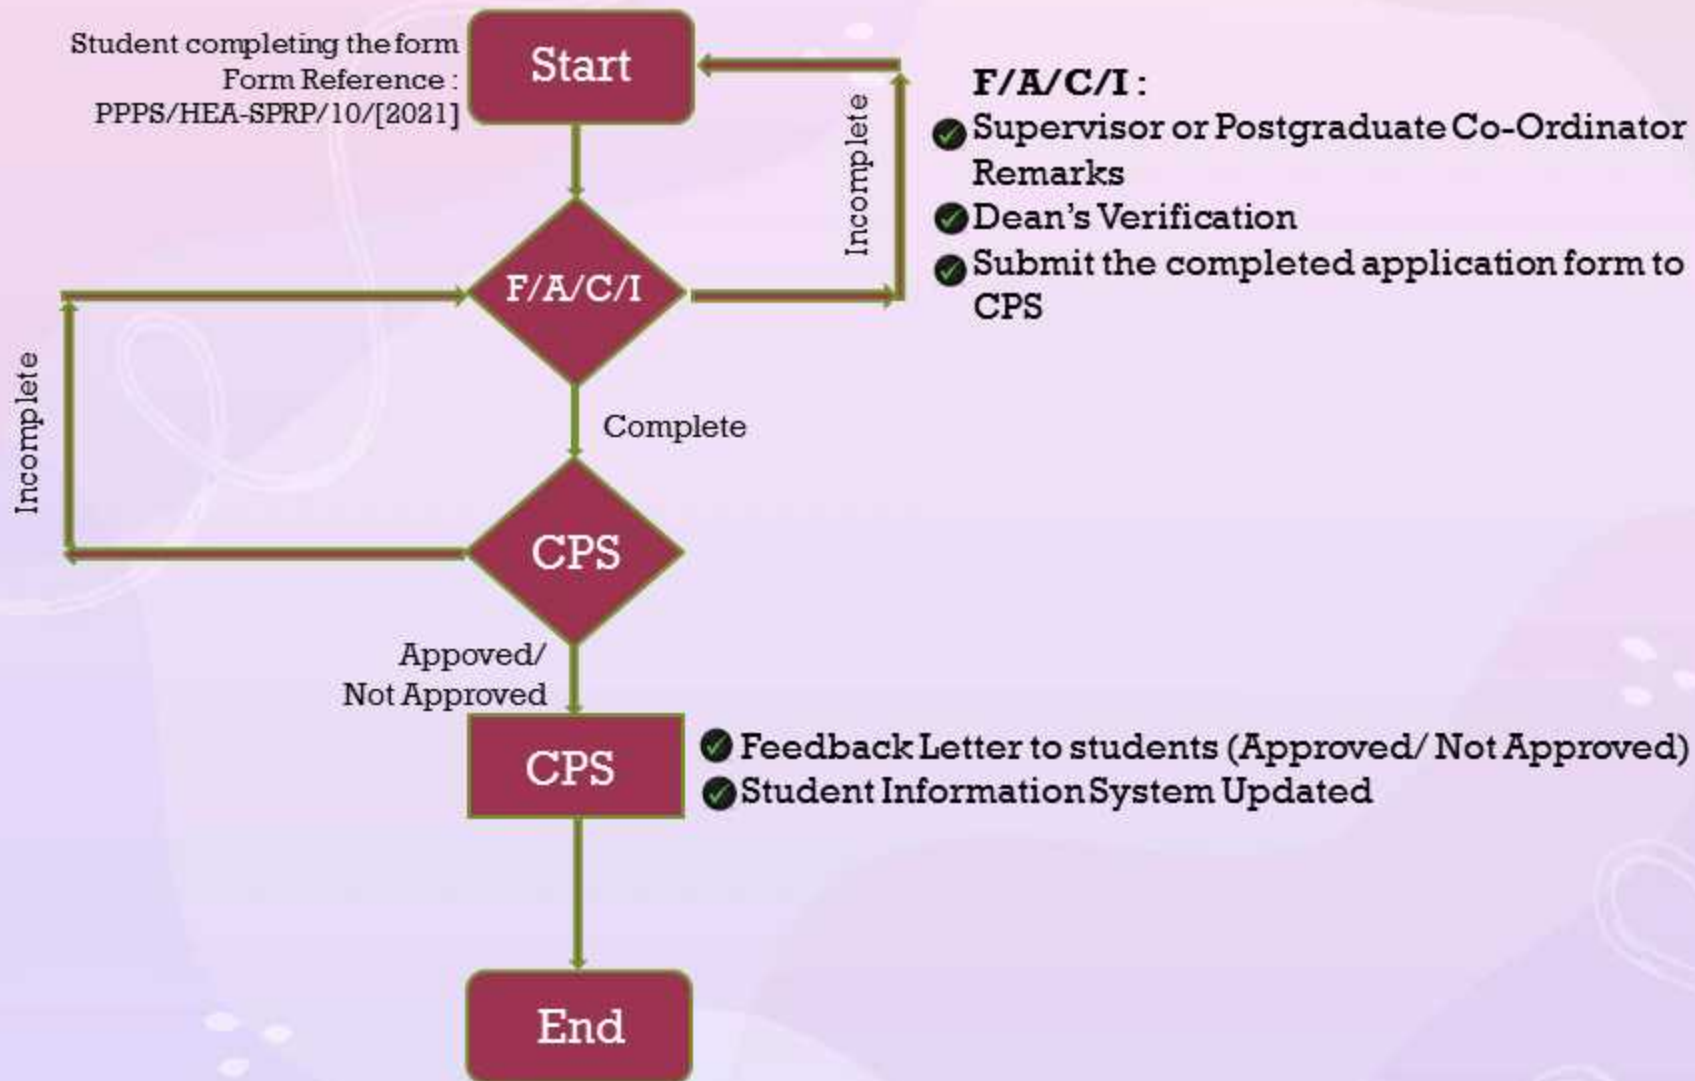 Student completing the form
Form Reference :
PPPS/HEA-SPRP/10/[2021]
Start
Incomplete
F/A/C/I :
Supervisor or Postgraduate Co-Ordinator
Remarks
Dean's Verification
Submit the completed application form to
CPS
F/A/C/I
Incomplete
Complete
CPS
Appoved/
Not Approved
CPS
Feedback Letter to students (Approved/ Not Approved)
Student Information System Updated
End